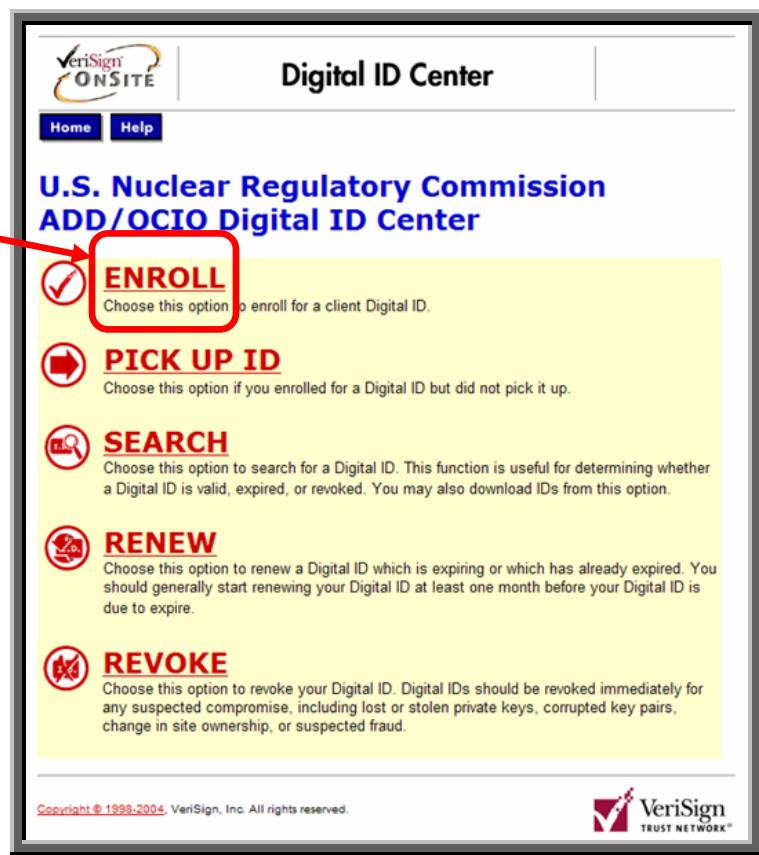 VeriSign
ONSITE
Digital ID Center
Home Help
U.S. Nuclear Regulatory Commission
ADD/OCIO Digital ID Center
ENROLL
Choose this option to enroll for a client Digital ID.
PICK UP ID
Choose this option if you enrolled for a Digital ID but did not pick it up.
SEARCH
Choose this option to search for a Digital ID. This function is useful for determining whether
a Digital ID is valid, expired, or revoked. You may also download IDs from this option.
RENEW
Choose this option to renew a Digital ID which is expiring or which has already expired. You
should generally start renewing your Digital ID at least one month before your Digital ID is
due to expire.
REVOKE
Choose this option to revoke your Digital ID. Digital IDs should be revoked immediately for
any suspected compromise, including lost or stolen private keys, corrupted key pairs,
change in site ownership, or suspected fraud.
Copyright © 1998-2004, VeriSign, Inc. All rights reserved.
VeriSign
TRUST NETWORK®